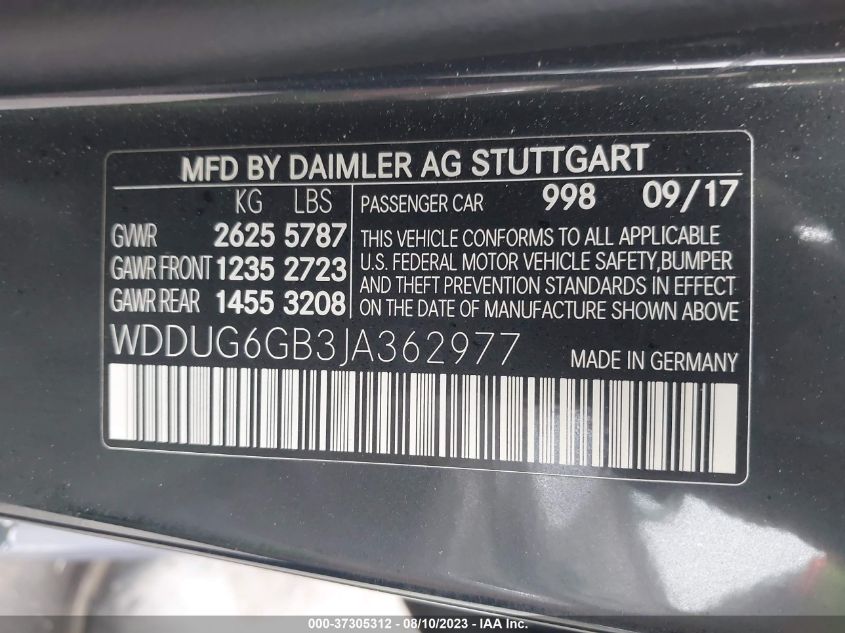 MFD BY DAIMLER AG STUTTGART
KG LBS
GVWR 2625 5787
GAWR FRONT 1235 2723
GAWR REAR 1455 3208
PASSENGER CAR 998 09/17
THIS VEHICLE CONFORMS TO ALL APPLICABLE
U.S. FEDERAL MOTOR VEHICLE SAFETY,BUMPER
AND THEFT PREVENTION STANDARDS IN EFFECT
ON THE DATE OF MANUFACTURE SHOWN ABOVE
WDDUG6GB3JA362977
MADE IN GERMANY
000-37305312 - 08/10/2023 - IAA Inc.